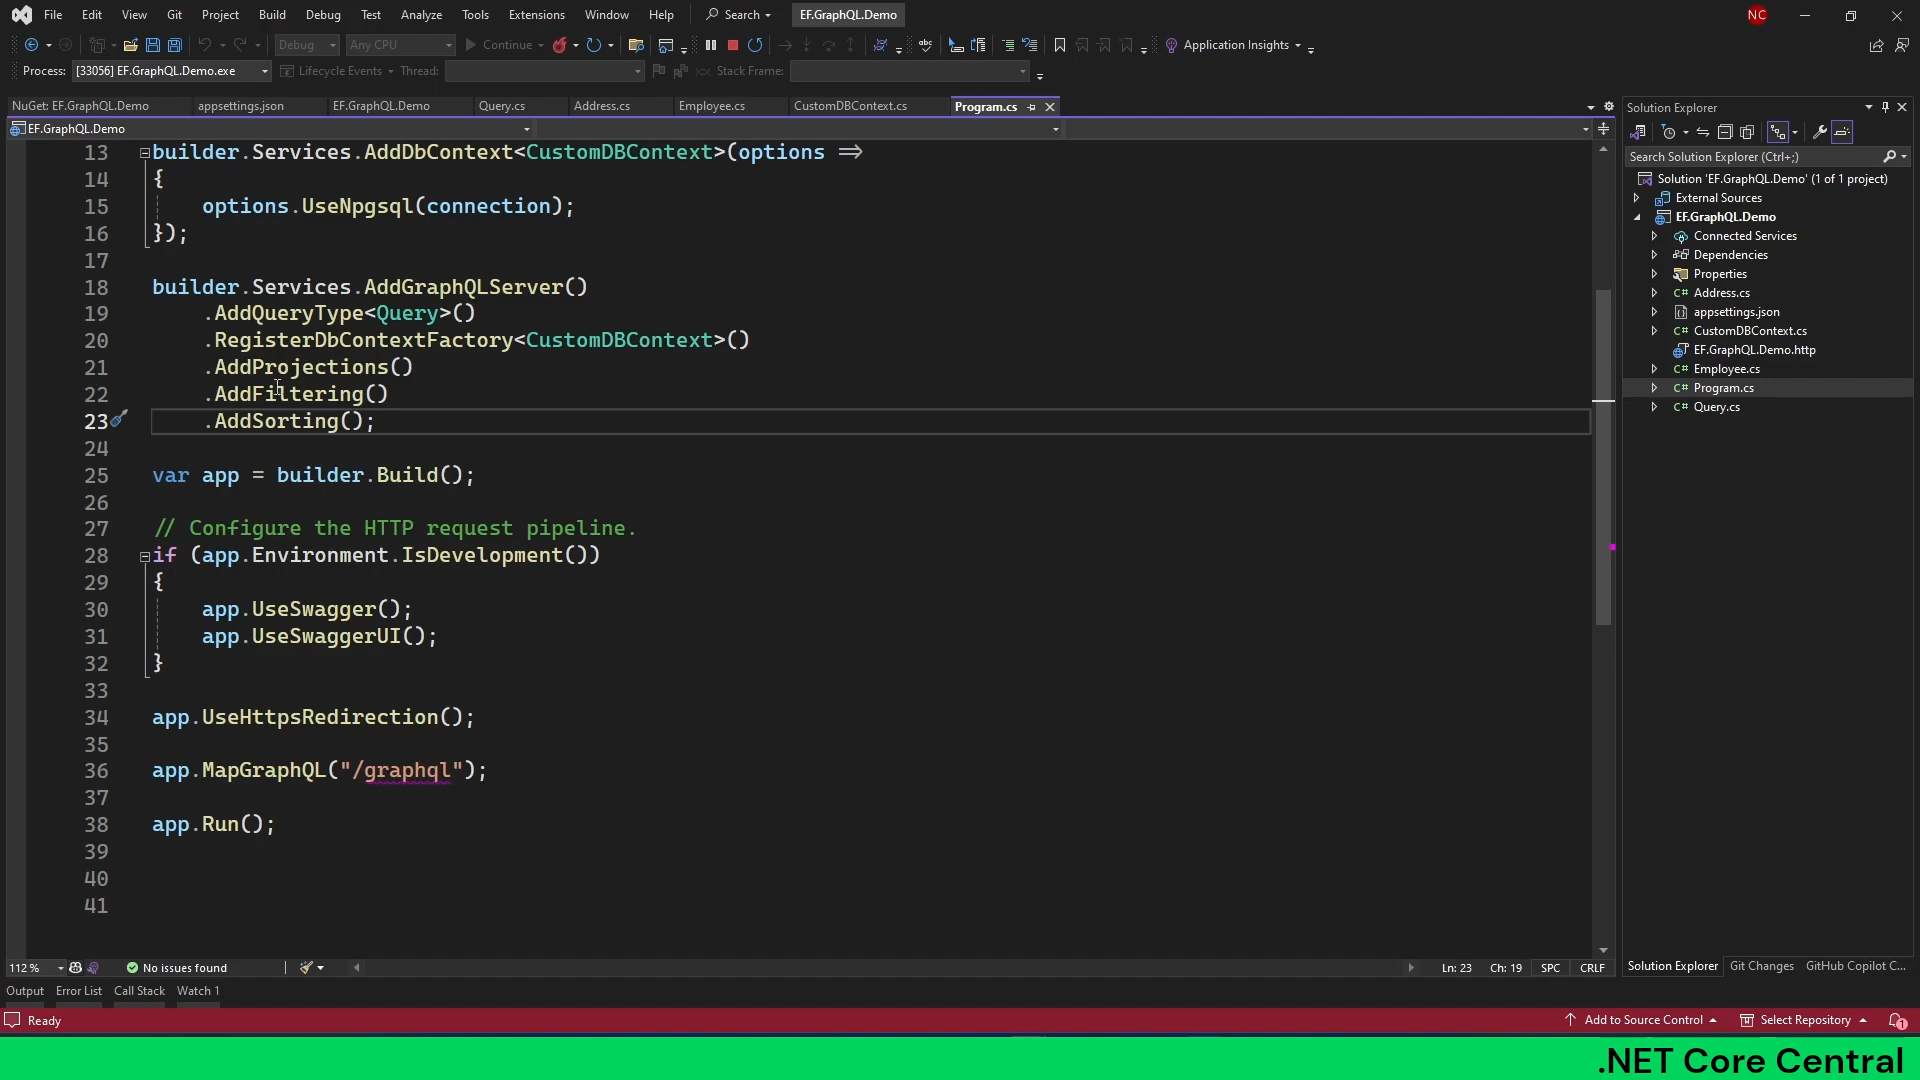 File Edit View Git Project Build Debug Test Analyze Tools Extensions Window Help Search EF.GraphQL.Demo NC
Debug Any CPU Continue Application Insights
Process: [33056] EF.GraphQL.Demo.exe Lifecycle Events Thread: Stack Frame:
NuGet: EF.GraphQL.Demo appsettings.json EF.GraphQL.Demo Query.cs Address.cs Employee.cs CustomDBContext.cs Program.cs
EF.GraphQL.Demo
13 builder.Services.AddDbContext<CustomDBContext>(options =>
14 {
15 options.UseNpgsql(connection);
16 });
17
18 builder.Services.AddGraphQLServer()
19 .AddQueryType<Query>()
20 .RegisterDbContextFactory<CustomDBContext>()
21 .AddProjections()
22 .AddFiltering()
23 .AddSorting();
24
25 var app = builder.Build();
26
27 // Configure the HTTP request pipeline.
28 if (app.Environment.IsDevelopment())
29 {
30 app.UseSwagger();
31 app.UseSwaggerUI();
32 }
33
34 app.UseHttpsRedirection();
35
36 app.MapGraphQL("/graphql");
37
38 app.Run();
39
40
41
112 % No issues found Ln: 23 Ch: 19 SPC CRLF
Output Error List Call Stack Watch 1
Solution Explorer
Search Solution Explorer (Ctrl+;)
Solution 'EF.GraphQL.Demo' (1 of 1 project)
External Sources
EF.GraphQL.Demo
Connected Services
Dependencies
Properties
C# Address.cs
appsettings.json
C# CustomDBContext.cs
EF.GraphQL.Demo.http
C# Employee.cs
C# Program.cs
C# Query.cs
Solution Explorer Git Changes GitHub Copilot C...
Ready Add to Source Control Select Repository 1
.NET Core Central